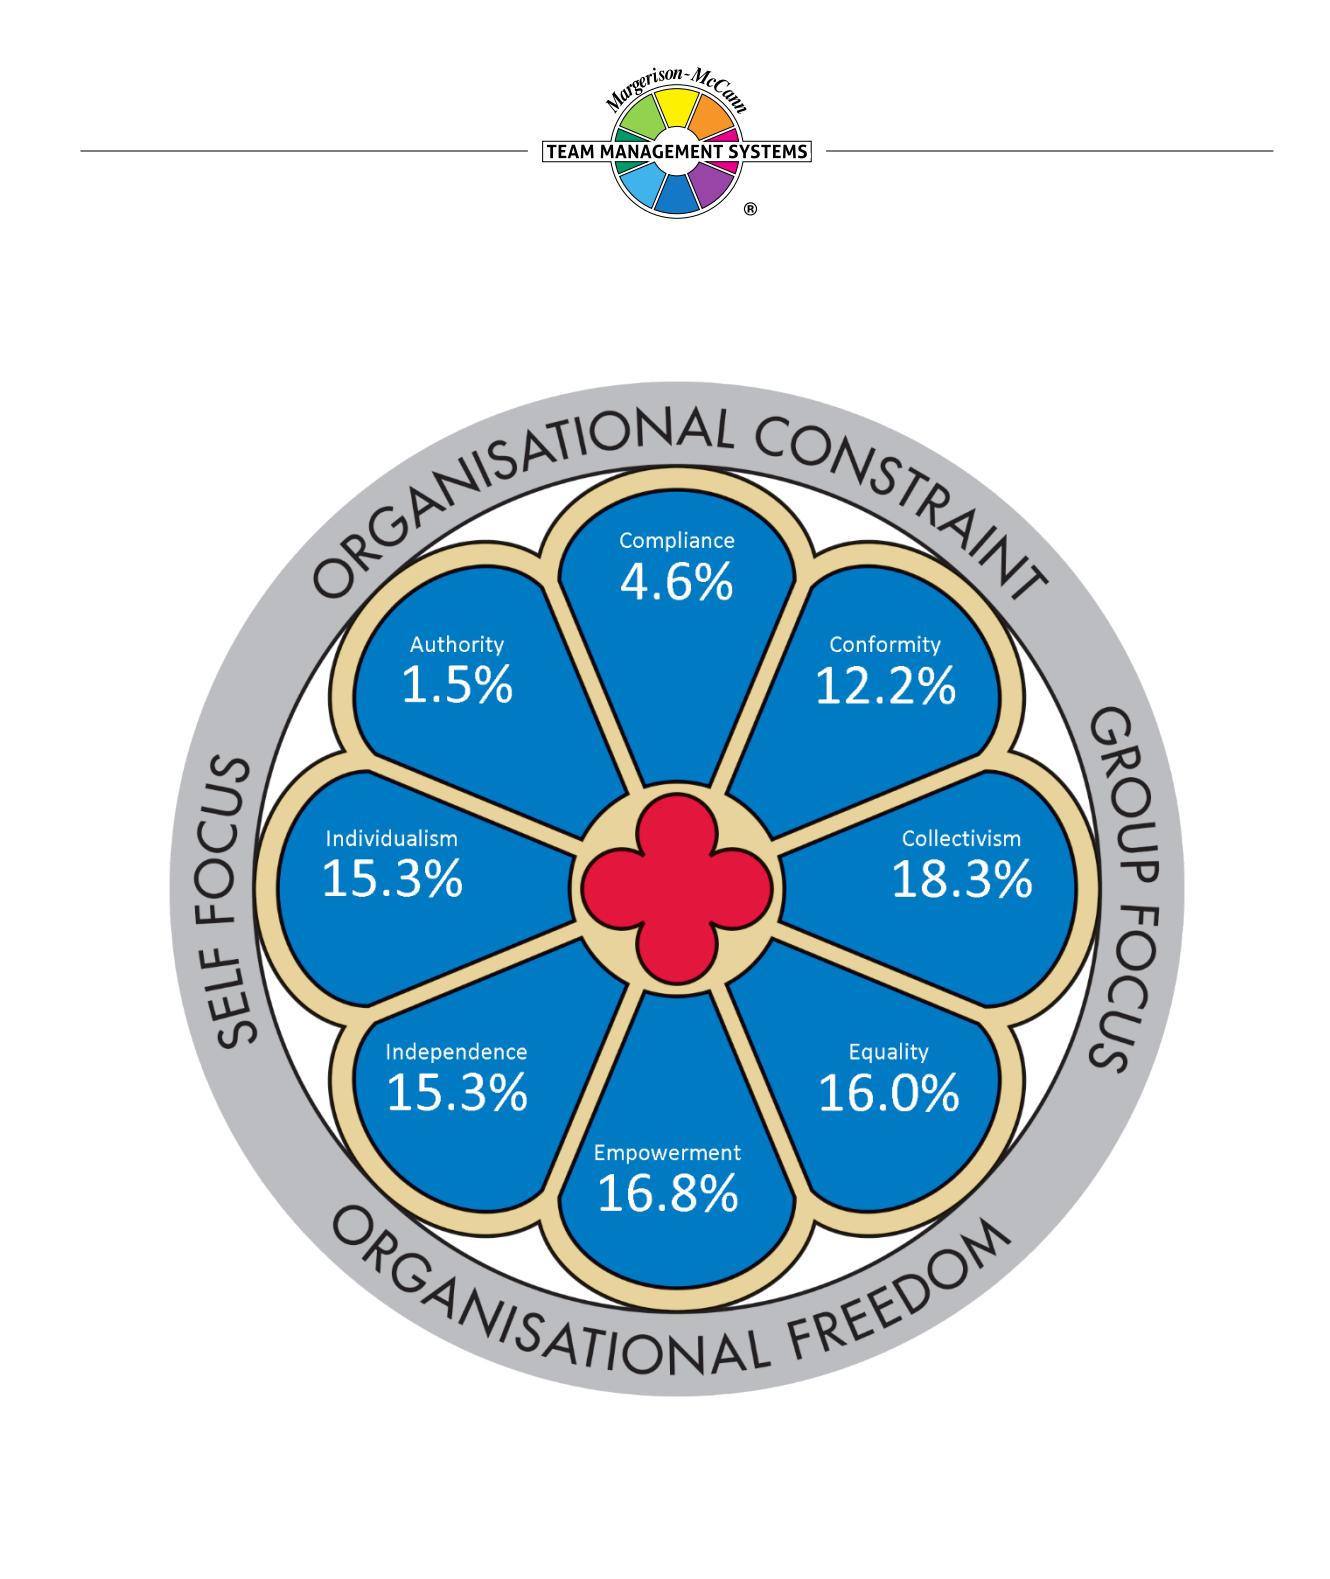 Margerison-McCann
TEAM MANAGEMENT SYSTEMS
®
ORGANISATIONAL CONSTRAINT
Compliance
4.6%
Authority
1.5%
Conformity
12.2%
SELF FOCUS
GROUP FOCUS
Individualism
15.3%
Collectivism
18.3%
Independence
15.3%
Equality
16.0%
Empowerment
16.8%
ORGANISATIONAL FREEDOM